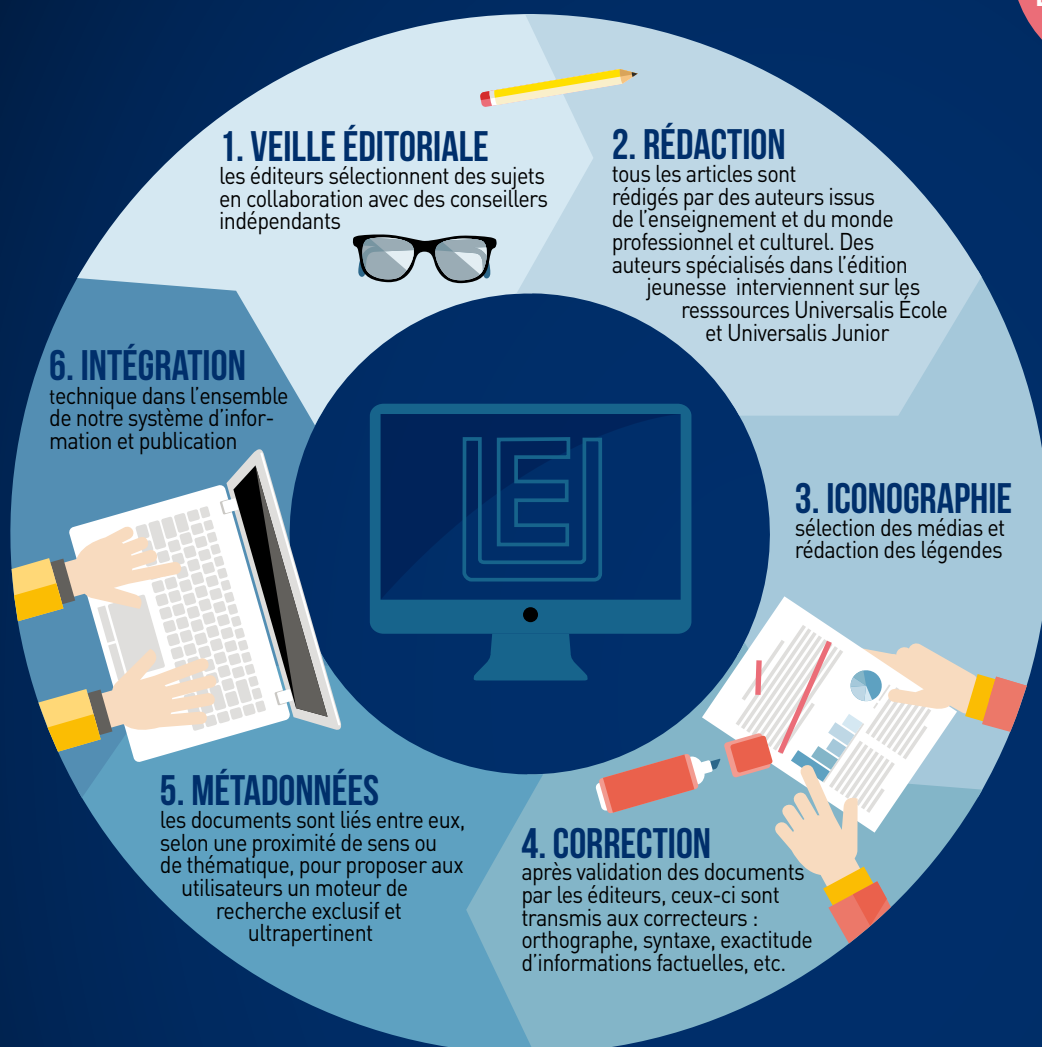 1. VEILLE ÉDITORIALE
les éditeurs sélectionnent des sujets
en collaboration avec des conseillers
indépendants
2. RÉDACTION
tous les articles sont
rédigés par des auteurs issus
de l'enseignement et du monde
professionnel et culturel. Des
auteurs spécialisés dans l'édition
jeunesse interviennent sur les
resssources Universalis École
et Universalis Junior
3. ICONOGRAPHIE
sélection des médias et
rédaction des légendes
4. CORRECTION
après validation des documents
par les éditeurs, ceux-ci sont
transmis aux correcteurs :
orthographe, syntaxe, exactitude
d'informations factuelles, etc.
5. MÉTADONNÉES
les documents sont liés entre eux,
selon une proximité de sens ou
de thématique, pour proposer aux
utilisateurs un moteur de
recherche exclusif et
ultrapertinent
6. INTÉGRATION
technique dans l'ensemble
de notre système d'infor-
mation et publication